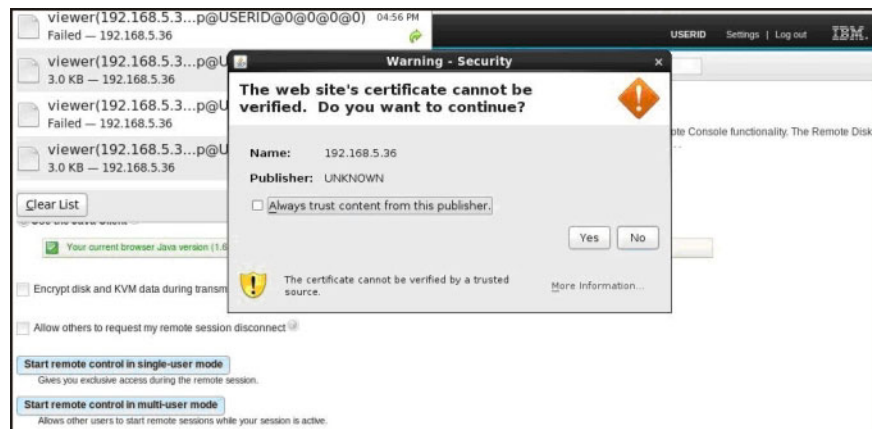 viewer(192.168.5.3...p@USERID@0@0@0@0) 04:56 PM
Failed — 192.168.5.36
USERID Settings | Log out IBM.
viewer(192.168.5.3...p@U
3.0 KB — 192.168.5.36
viewer(192.168.5.3...p@U
Failed — 192.168.5.36
viewer(192.168.5.3...p@U
3.0 KB — 192.168.5.36
Clear List
Warning - Security
The web site's certificate cannot be
verified. Do you want to continue?
Name: 192.168.5.36
Publisher: UNKNOWN
Always trust content from this publisher.
Yes No
The certificate cannot be verified by a trusted
source.
More Information...
ote Console functionality. The Remote Disk
Use the Java Client
Your current browser Java version (1.6
Encrypt disk and KVM data during transm
Allow others to request my remote session disconnect
Start remote control in single-user mode
Gives you exclusive access during the remote session.
Start remote control in multi-user mode
Allows other users to start remote sessions while your session is active.